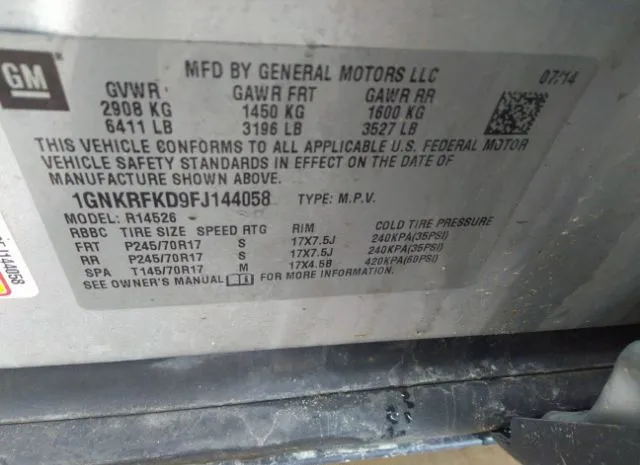 GM
MFD BY GENERAL MOTORS LLC 07/14
GVWR GAWR FRT GAWR RR
2908 KG 1450 KG 1600 KG
6411 LB 3196 LB 3527 LB
THIS VEHICLE CONFORMS TO ALL APPLICABLE U.S. FEDERAL MOTOR
VEHICLE SAFETY STANDARDS IN EFFECT ON THE DATE OF
MANUFACTURE SHOWN ABOVE.
1GNKRFKD9FJ144058 TYPE: M.P.V.
MODEL: R14526
RBBC TIRE SIZE SPEED RTG RIM COLD TIRE PRESSURE
FRT P245/70R17 S 17X7.5J 240KPA(35PSI)
RR P245/70R17 S 17X7.5J 240KPA(35PSI)
SPA T145/70R17 M 17X4.5B 420KPA(60PSI)
SEE OWNER'S MANUAL FOR MORE INFORMATION.
J144058